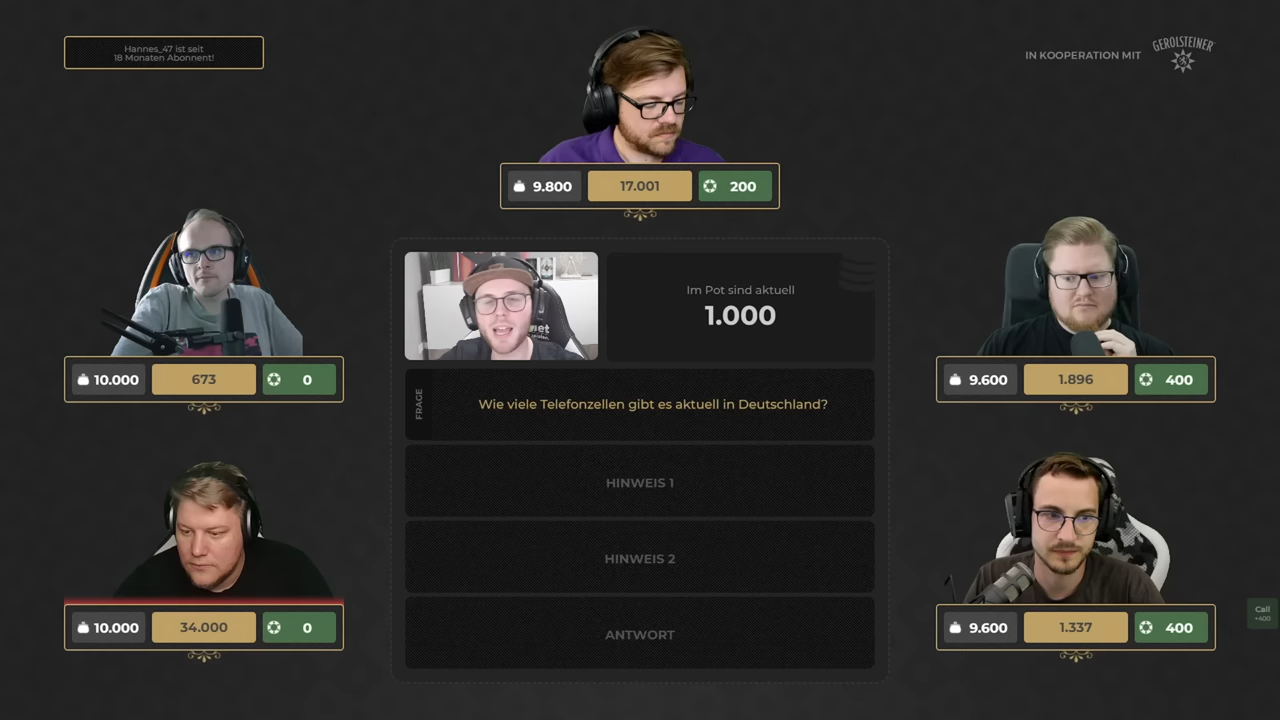 Hannes_47 ist seit
18 Monaten Abonnent!
IN KOOPERATION MIT
GEROLSTEINER
9.800 17.001 200
10.000 673 0
Im Pot sind aktuell
1.000
9.600 1.896 400
FRAGE
Wie viele Telefonzellen gibt es aktuell in Deutschland?
HINWEIS 1
HINWEIS 2
ANTWORT
10.000 34.000 0
9.600 1.337 400
Call
+400